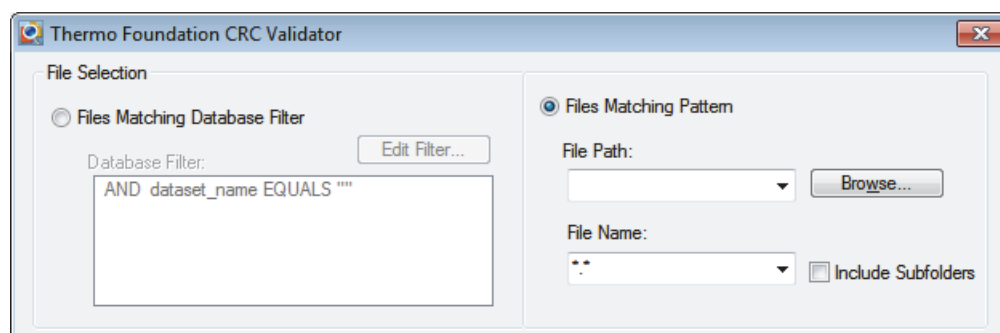 Thermo Foundation CRC Validator
File Selection
Files Matching Database Filter
Edit Filter...
Database Filter:
AND dataset_name EQUALS ""
Files Matching Pattern
File Path:
Browse...
File Name:
*.*
Include Subfolders